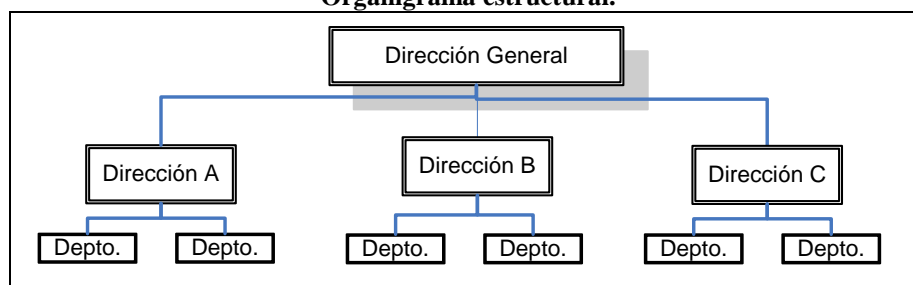 Organigrama estructural.
Dirección General
Dirección A
Dirección B
Dirección C
Depto.
Depto.
Depto.
Depto.
Depto.
Depto.